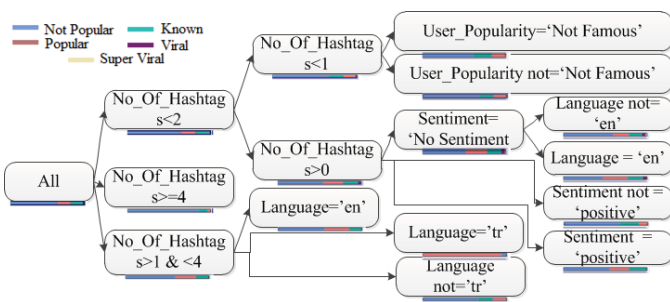 Not Popular
Known
Popular
Viral
Super Viral
No_Of_Hashtag
s<1
User_Popularity=‘Not Famous’
User_Popularity not=‘Not Famous’
No_Of_Hashtag
s<2
Sentiment=
‘No Sentiment
Language not=
‘en’
All
No_Of_Hashtag
s>0
Language = ‘en’
No_Of_Hashtag
s>=4
Language=’en’
Sentiment not =
‘positive’
No_Of_Hashtag
s>1 & <4
Language=’tr’
Sentiment =
‘positive’
Language
not=’tr’